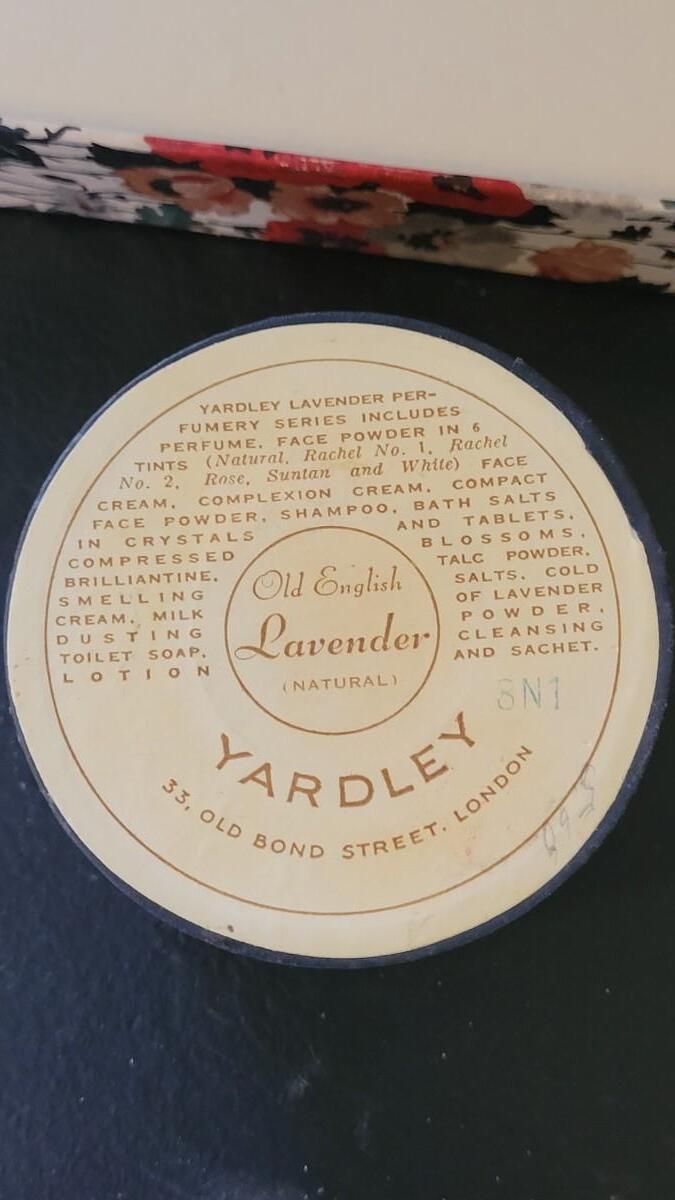 YARDLEY LAVENDER PER-
FUMERY SERIES INCLUDES
PERFUME, FACE POWDER IN 6
TINTS (Natural, Rachel No. 1, Rachel
No. 2, Rose, Suntan and White) FACE
CREAM, COMPLEXION CREAM, COMPACT
FACE POWDER, SHAMPOO, BATH SALTS
IN CRYSTALS AND TABLETS,
COMPRESSED BLOSSOMS,
BRILLIANTINE, TALC POWDER,
SMELLING SALTS, COLD
CREAM, MILK OF LAVENDER
DUSTING POWDER,
TOILET SOAP, CLEANSING
LOTION AND SACHET.
Old English
Lavender
(NATURAL)
YARDLEY
33, OLD BOND STREET, LONDON